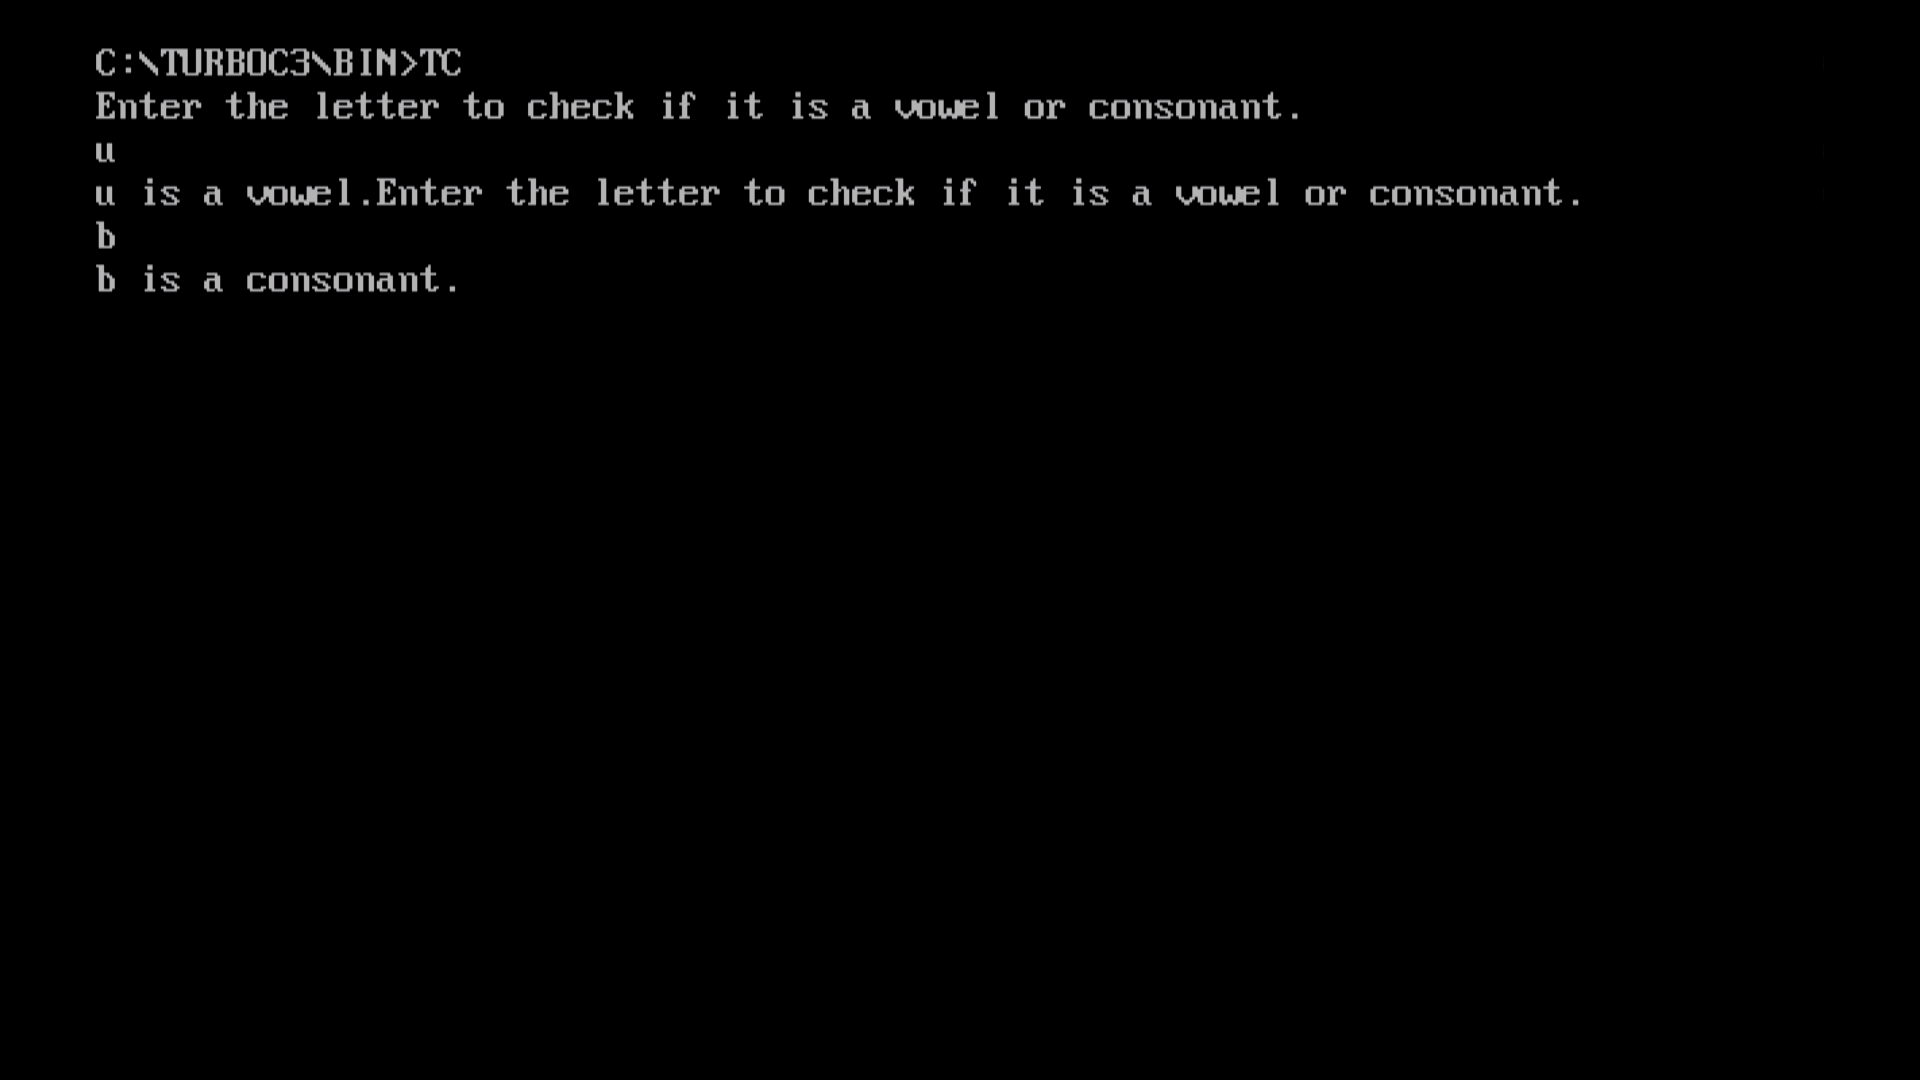 C:\TURBOC3\BIN>TC
Enter the letter to check if it is a vowel or consonant.
u
u is a vowel.Enter the letter to check if it is a vowel or consonant.
b
b is a consonant.